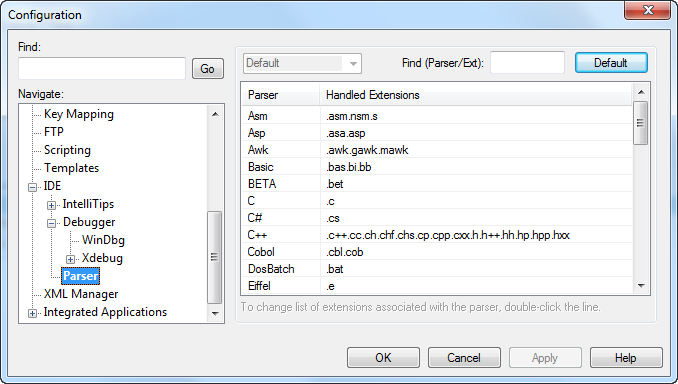 Configuration
Find:
Go
Navigate:
Key Mapping
FTP
Scripting
Templates
IDE
IntelliTips
Debugger
WinDbg
Xdebug
Parser
XML Manager
Integrated Applications
Default
Find (Parser/Ext):
Default
Parser Handled Extensions
Asm .asm.nsm.s
Asp .asa.asp
Awk .awk.gawk.mawk
Basic .bas.bi.bb
BETA .bet
C .c
C# .cs
C++ .c++.cc.ch.chf.chs.cp.cpp.cxx.h.h++.hh.hp.hpp.hxx
Cobol .cbl.cob
DosBatch .bat
Eiffel .e
To change list of extensions associated with the parser, double-click the line.
OK
Cancel
Apply
Help